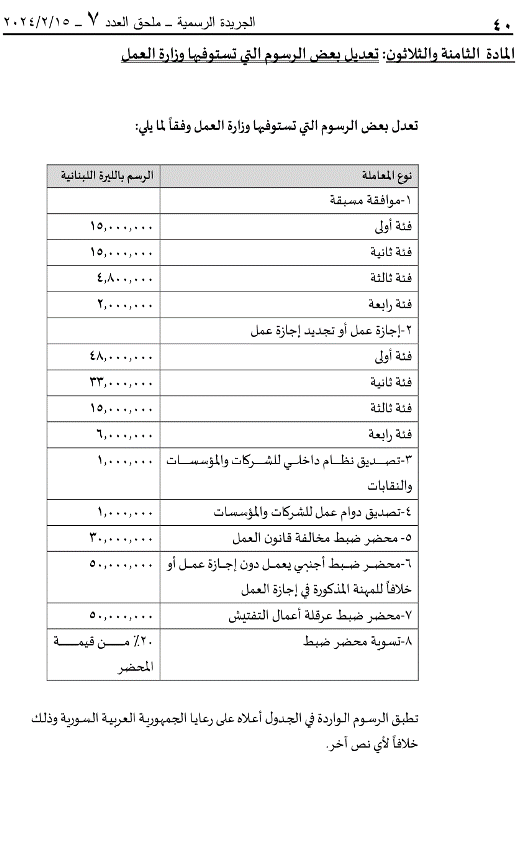 ٤٠ الجريدة الرسمية – ملحق العدد ٧ – ٢٠٢٤/٢/١٥
المادة الثامنة والثلاثون: تعديل بعض الرسوم التي تستوفيها وزارة العمل
تعدل بعض الرسوم التي تستوفيها وزارة العمل وفقاً لما يلي:
نوع المعاملة الرسم بالليرة اللبنانية
١-موافقة مسبقة
فئة أولى ١٥,٠٠٠,٠٠٠
فئة ثانية ١٥,٠٠٠,٠٠٠
فئة ثالثة ٤,٨٠٠,٠٠٠
فئة رابعة ٢,٠٠٠,٠٠٠
٢-إجازة عمل أو تجديد إجازة عمل
فئة أولى ٤٨,٠٠٠,٠٠٠
فئة ثانية ٣٣,٠٠٠,٠٠٠
فئة ثالثة ١٥,٠٠٠,٠٠٠
فئة رابعة ٦,٠٠٠,٠٠٠
٣-تصديق نظام داخلي للشركات والمؤسسات ١,٠٠٠,٠٠٠
والنقابات
٤-تصديق دوام عمل للشركات والمؤسسات ١,٠٠٠,٠٠٠
٥- محضر ضبط مخالفة قانون العمل ٣٠,٠٠٠,٠٠٠
٦-محضر ضبط أجنبي يعمل دون إجازة عمل أو ٥٠,٠٠٠,٠٠٠
خلافاً للمهنة المذكورة في إجازة العمل
٧-محضر ضبط عرقلة أعمال التفتيش ٥٠,٠٠٠,٠٠٠
٨-تسوية محضر ضبط ٢٠٪ من قيمة
المحضر
تطبق الرسوم الواردة في الجدول أعلاه على رعايا الجمهورية العربية السورية وذلك
خلافاً لأي نص آخر.